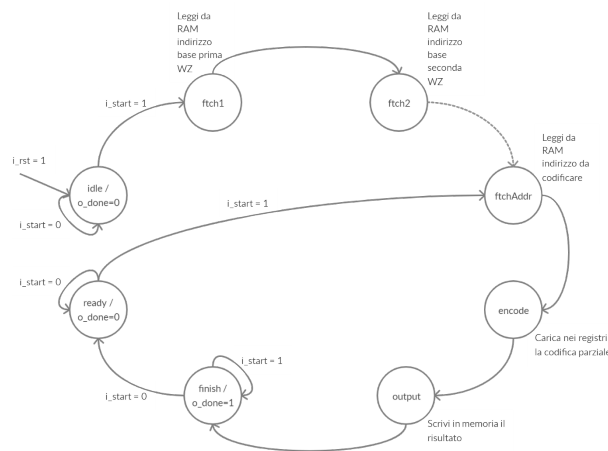 Leggi da
RAM
indirizzo
base prima
WZ
Leggi da
RAM
indirizzo
base
seconda
WZ
i_start = 1
ftch1
ftch2
Leggi da
RAM
indirizzo da
codificare
i_rst = 1
idle /
o_done=0
i_start = 0
ftchAddr
i_start = 1
i_start = 0
ready /
o_done=0
encode
Carica nei registri
la codifica parziale
i_start = 1
finish /
o_done=1
i_start = 0
output
Scrivi in memoria il
risultato